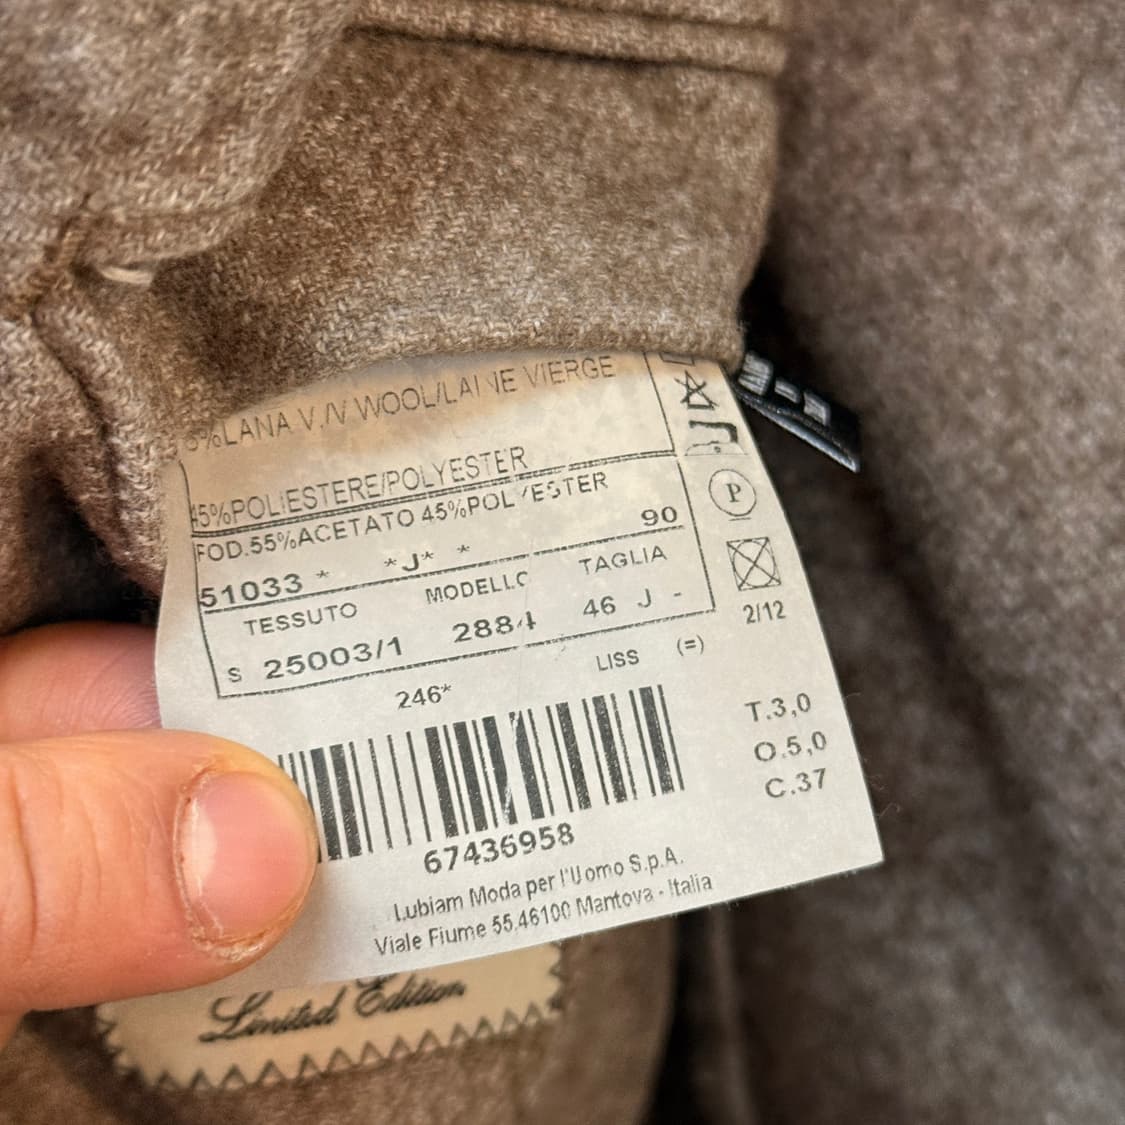 %LANA V./V.WOOL/LAINE VIERGE
45%POLIESTERE/POLYESTER
FOD.55%ACETATO 45%POLYESTER
51033 * *J* * 90
TESSUTO MODELLO TAGLIA
S 25003/1 2884 46 J -
246* LISS (=)
P
2/12
T.3,0
O.5,0
C.37
67436958
Lubiam Moda per l'Uomo S.p.A.
Viale Fiume 55.46100 Mantova - Italia
Limited Edition